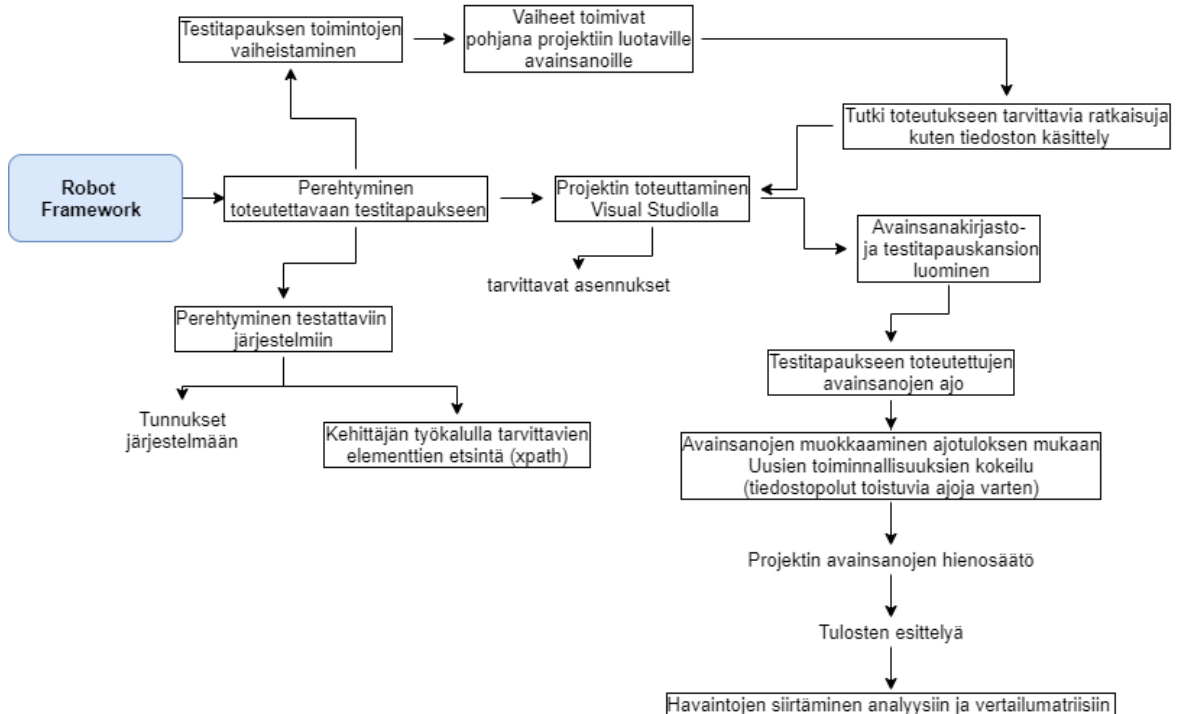 Testitapauksen toimintojen
vaiheistaminen
Vaiheet toimivat
pohjana projektiin luotaville
avainsanoille
Tutki toteutukseen tarvittavia ratkaisuja
kuten tiedoston käsittely
Robot
Framework
Perehtyminen
toteutettavaan testitapaukseen
Projektin toteuttaminen
Visual Studiolla
Avainsanakirjasto-
ja testitapauskansion
luominen
tarvittavat asennukset
Perehtyminen testattaviin
järjestelmiin
Testitapaukseen toteutettujen
avainsanojen ajo
Tunnukset
järjestelmään
Kehittäjän työkalulla tarvittavien
elementtien etsintä (xpath)
Avainsanojen muokkaaminen ajotuloksen mukaan
Uusien toiminnallisuuksien kokeilu
(tiedostopolut toistuvia ajoja varten)
Projektin avainsanojen hienosäätö
Tulosten esittelyä
Havaintojen siirtäminen analyysiin ja vertailumatriisiin